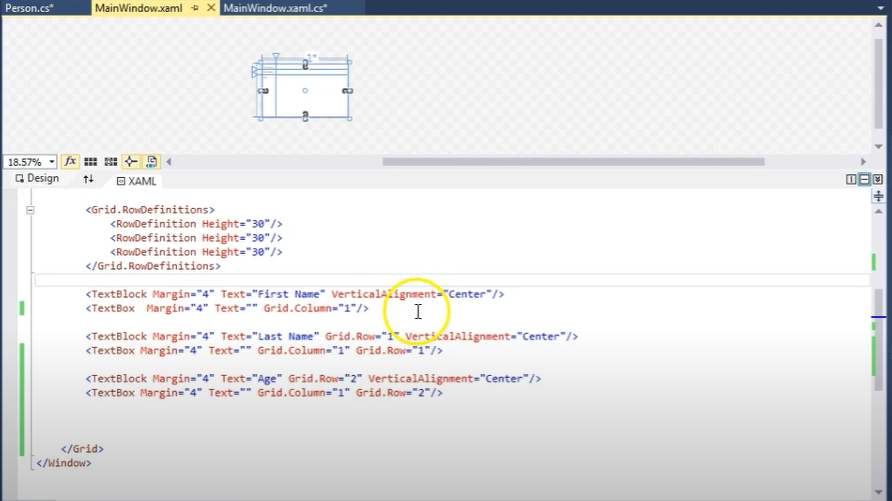 Person.cs*
MainWindow.xaml
MainWindow.xaml.cs*
1*
18.57%
fx
Design
XAML
<Grid.RowDefinitions>
<RowDefinition Height="30"/>
<RowDefinition Height="30"/>
<RowDefinition Height="30"/>
</Grid.RowDefinitions>
<TextBlock Margin="4" Text="First Name" VerticalAlignment="Center"/>
<TextBox  Margin="4" Text="" Grid.Column="1"/>
<TextBlock Margin="4" Text="Last Name" Grid.Row="1" VerticalAlignment="Center"/>
<TextBox Margin="4" Text="" Grid.Column="1" Grid.Row="1"/>
<TextBlock Margin="4" Text="Age" Grid.Row="2" VerticalAlignment="Center"/>
<TextBox Margin="4" Text="" Grid.Column="1" Grid.Row="2"/>
</Grid>
</Window>